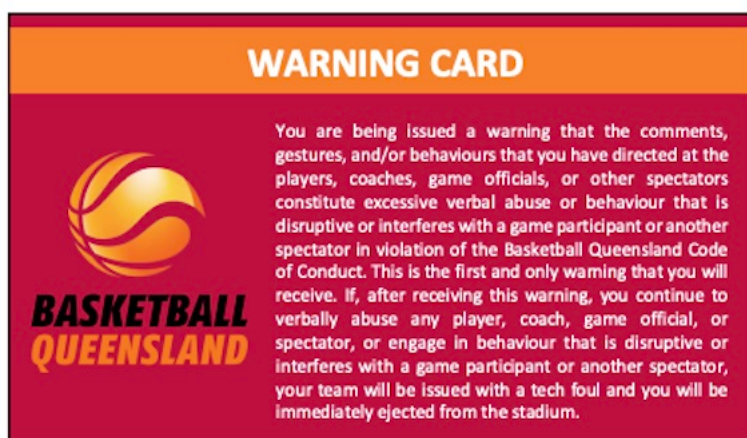 WARNING CARD
You are being issued a warning that the comments,
gestures, and/or behaviours that you have directed at the
players, coaches, game officials, or other spectators
constitute excessive verbal abuse or behaviour that is
disruptive or interferes with a game participant or another
spectator in violation of the Basketball Queensland Code
of Conduct. This is the first and only warning that you will
receive. If, after receiving this warning, you continue to
verbally abuse any player, coach, game official, or
spectator, or engage in behaviour that is disruptive or
interferes with a game participant or another spectator,
your team will be issued with a tech foul and you will be
immediately ejected from the stadium.
BASKETBALL
QUEENSLAND